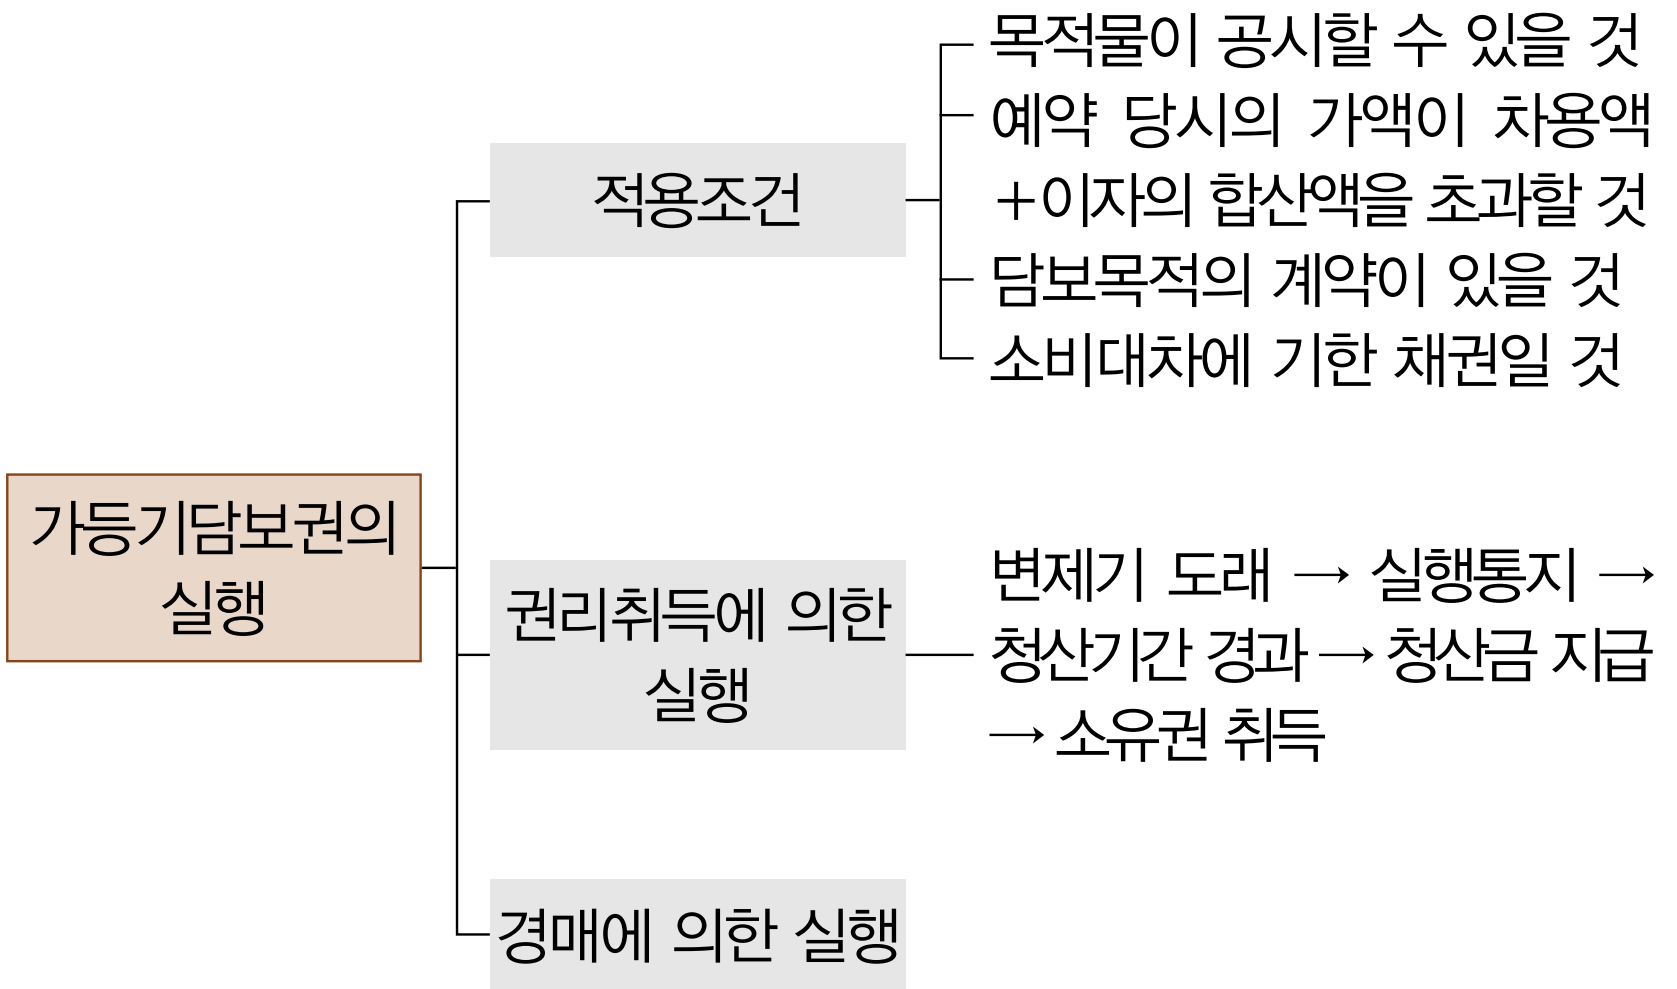 가등기담보권의
실행
적용조건
목적물이 공시할 수 있을 것
예약 당시의 가액이 차용액
+이자의 합산액을 초과할 것
담보목적의 계약이 있을 것
소비대차에 기한 채권일 것
권리취득에 의한
실행
변제기 도래 → 실행통지 →
청산기간 경과 → 청산금 지급
→ 소유권 취득
경매에 의한 실행